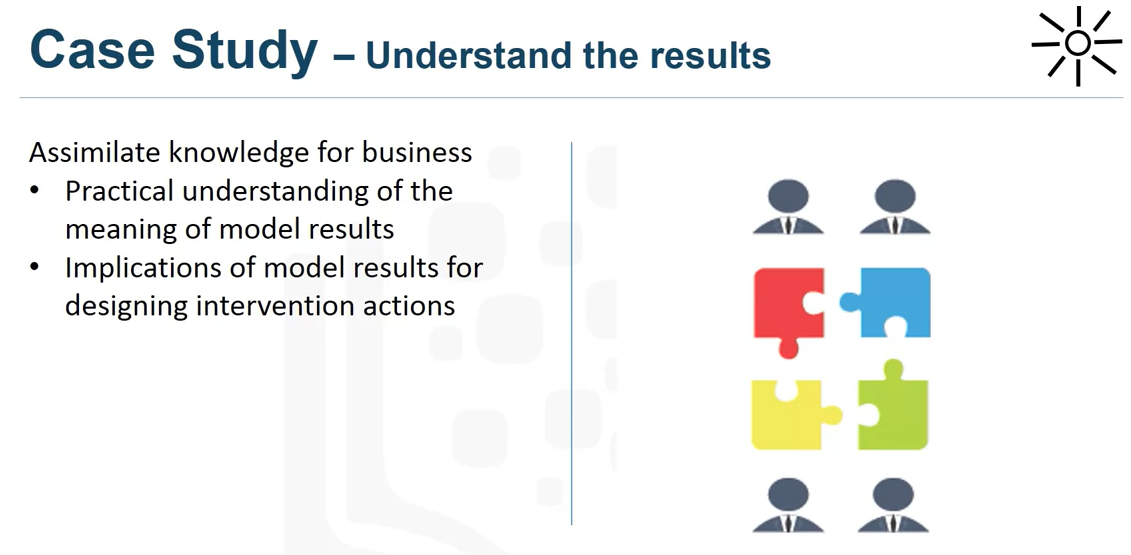 Case Study – Understand the results
Assimilate knowledge for business
• Practical understanding of the
meaning of model results
• Implications of model results for
designing intervention actions